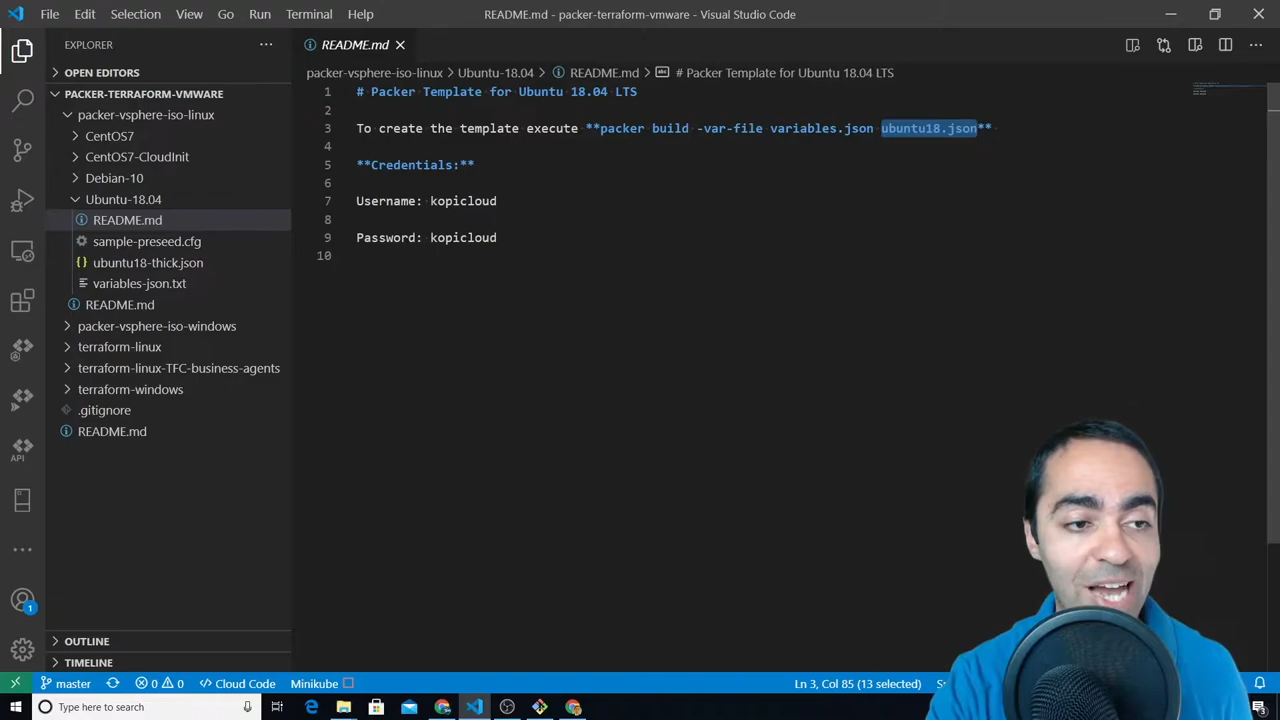 File Edit Selection View Go Run Terminal Help
README.md - packer-terraform-vmware - Visual Studio Code
EXPLORER
OPEN EDITORS
PACKER-TERRAFORM-VMWARE
packer-vsphere-iso-linux
CentOS7
CentOS7-CloudInit
Debian-10
Ubuntu-18.04
README.md
sample-preseed.cfg
ubuntu18-thick.json
variables-json.txt
README.md
packer-vsphere-iso-windows
terraform-linux
terraform-linux-TFC-business-agents
terraform-windows
.gitignore
README.md
OUTLINE
TIMELINE
API
1
README.md
packer-vsphere-iso-linux > Ubuntu-18.04 > README.md > # Packer Template for Ubuntu 18.04 LTS
1 # Packer Template for Ubuntu 18.04 LTS
2
3 To create the template execute **packer build -var-file variables.json ubuntu18.json**
4
5 **Credentials:**
6
7 Username: kopicloud
8
9 Password: kopicloud
10
master 0 0 Cloud Code Minikube Ln 3, Col 85 (13 selected)
Type here to search
3